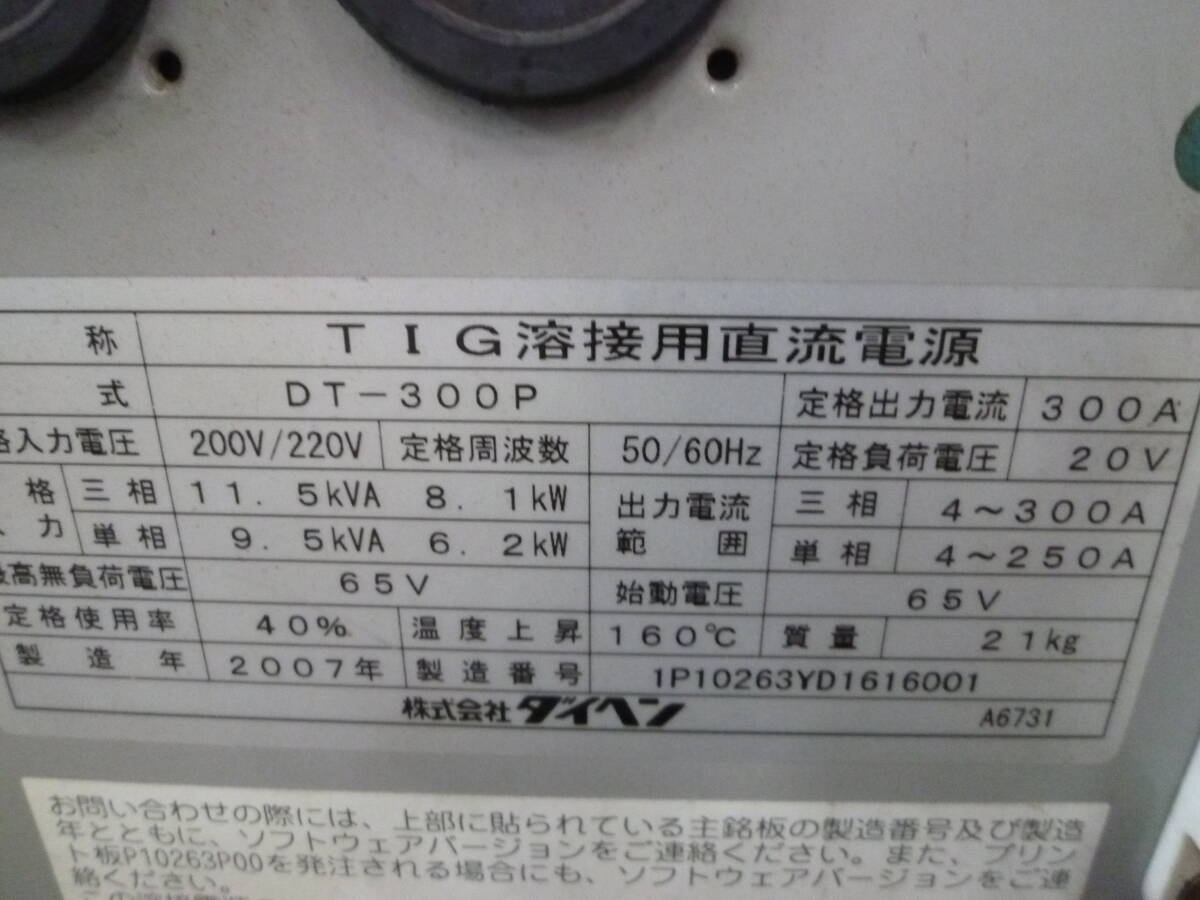 称 TIG溶接用直流電源
式 DT-300P 定格出力電流 300A
格入力電圧 200V/220V 定格周波数 50/60Hz 定格負荷電圧 20V
格 三相 11.5kVA 8.1kW 出力電流 三相 4～300A
力 単相 9.5kVA 6.2kW 範囲 単相 4～250A
最高無負荷電圧 65V 始動電圧 65V
定格使用率 40% 温度上昇 160℃ 質量 21kg
製造年 2007年 製造番号 1P10263YD1616001
株式会社ダイヘン A6731
お問い合わせの際には、上部に貼られている主銘板の製造番号及び製造
年とともに、ソフトウェアバージョンをご連絡ください。また、プリン
ト板P10263P00を発注される場合にも、ソフトウェアバージョンをご連
絡ください。